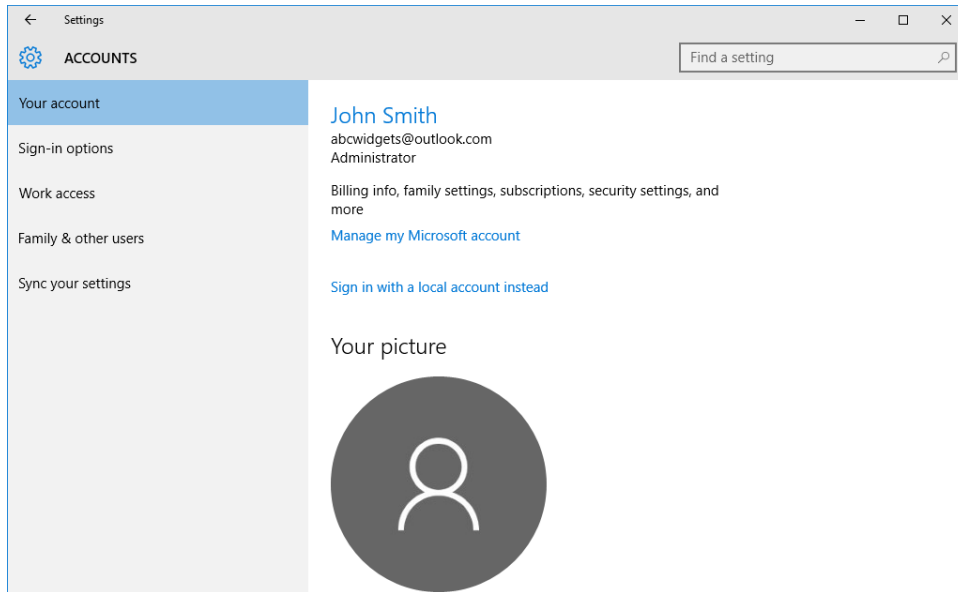 Settings
ACCOUNTS
Find a setting
Your account
Sign-in options
Work access
Family & other users
Sync your settings
John Smith
abcwidgets@outlook.com
Administrator
Billing info, family settings, subscriptions, security settings, and
more
Manage my Microsoft account
Sign in with a local account instead
Your picture